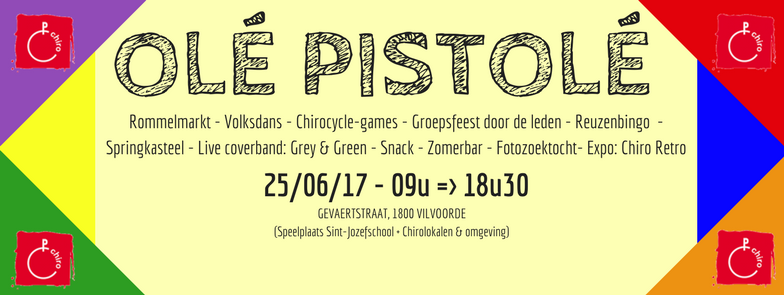 OLÉ PISTOLÉ
Rommelmarkt - Volksdans - Chirocycle-games - Groepsfeest door de leden - Reuzenbingo -
Springkasteel - Live coverband: Grey & Green - Snack - Zomerbar - Fotozoektocht- Expo: Chiro Retro
25/06/17 - 09u => 18u30
GEVAERTSTRAAT, 1800 VILVOORDE
(Speelplaats Sint-Jozefschool + Chirolokalen & omgeving)
chiro
chiro
chiro
chiro